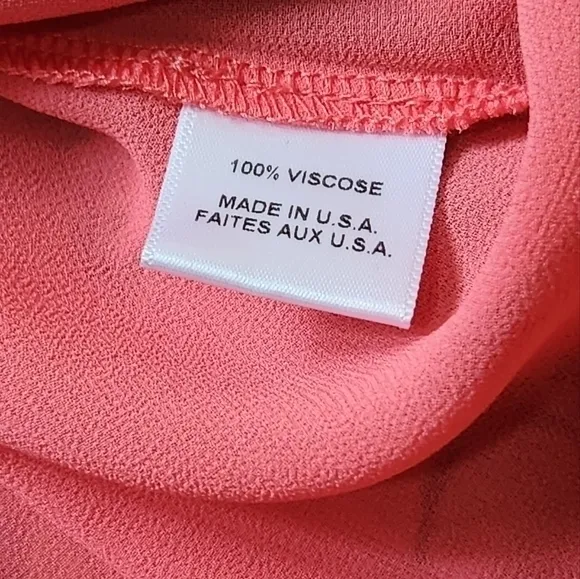 100% VISCOSE
MADE IN U.S.A.
FAITES AUX U.S.A.